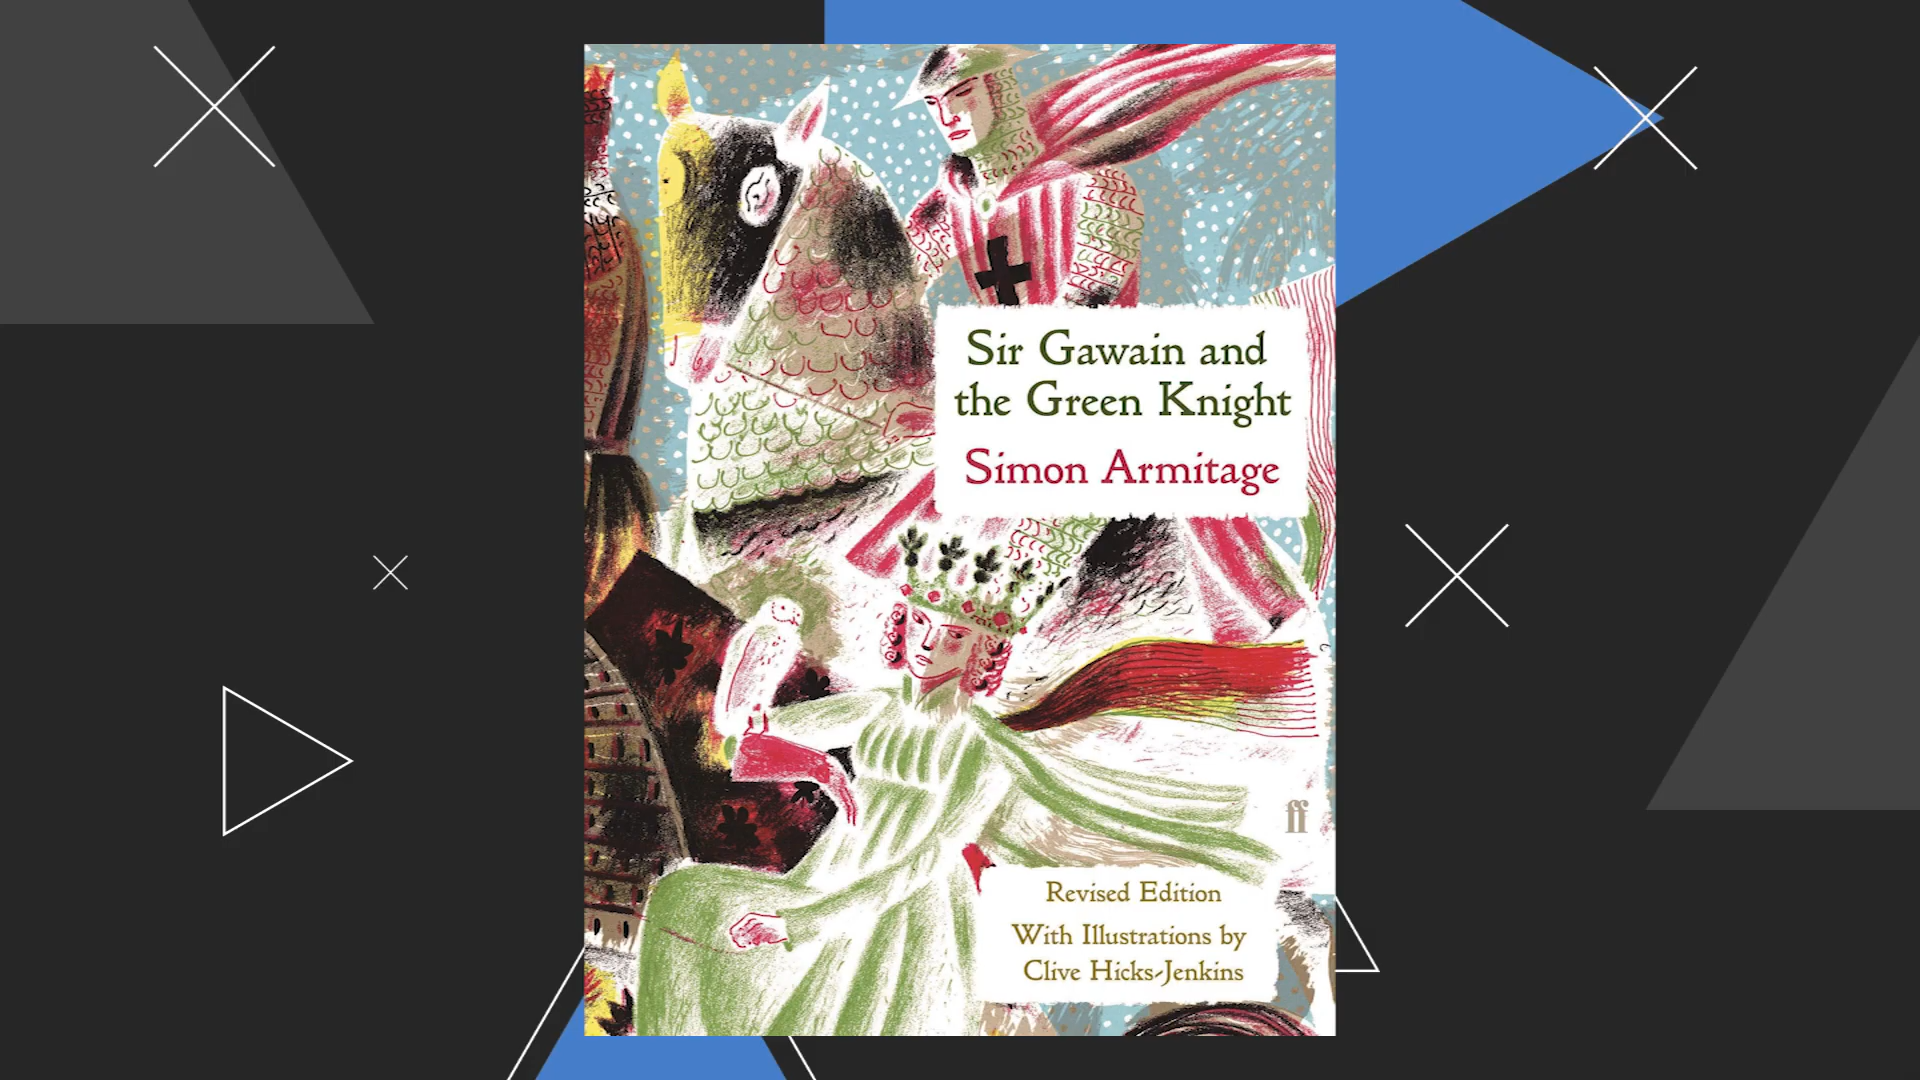 Sir Gawain and
the Green Knight
Simon Armitage
ff
Revised Edition
With Illustrations by
Clive Hicks-Jenkins